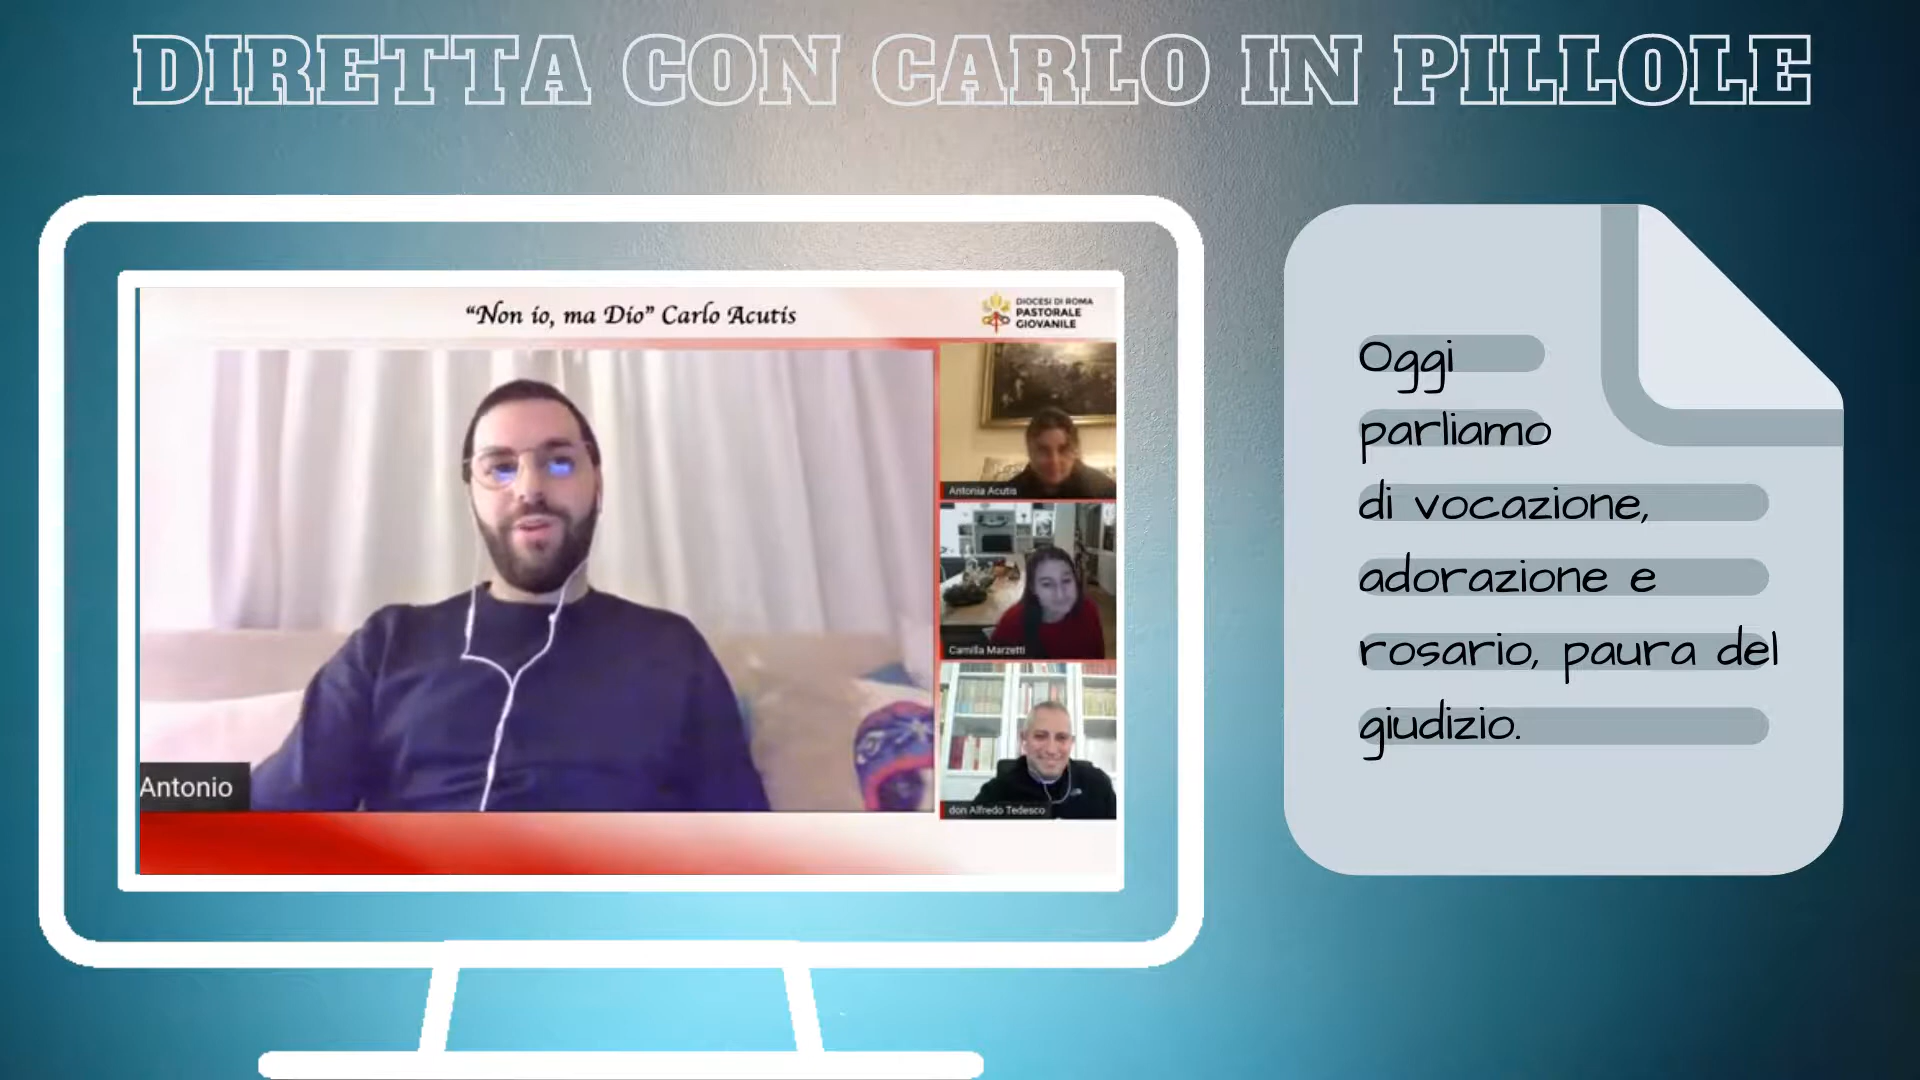 DIRETTA CON CARLO IN PILLOLE
“Non io, ma Dio” Carlo Acutis
DIOCESI DI ROMA
PASTORALE
GIOVANILE
Antonia Acutis
Camilla Marzetti
don Alfredo Tedesco
Antonio
Oggi
parliamo
di vocazione,
adorazione e
rosario, paura del
giudizio.